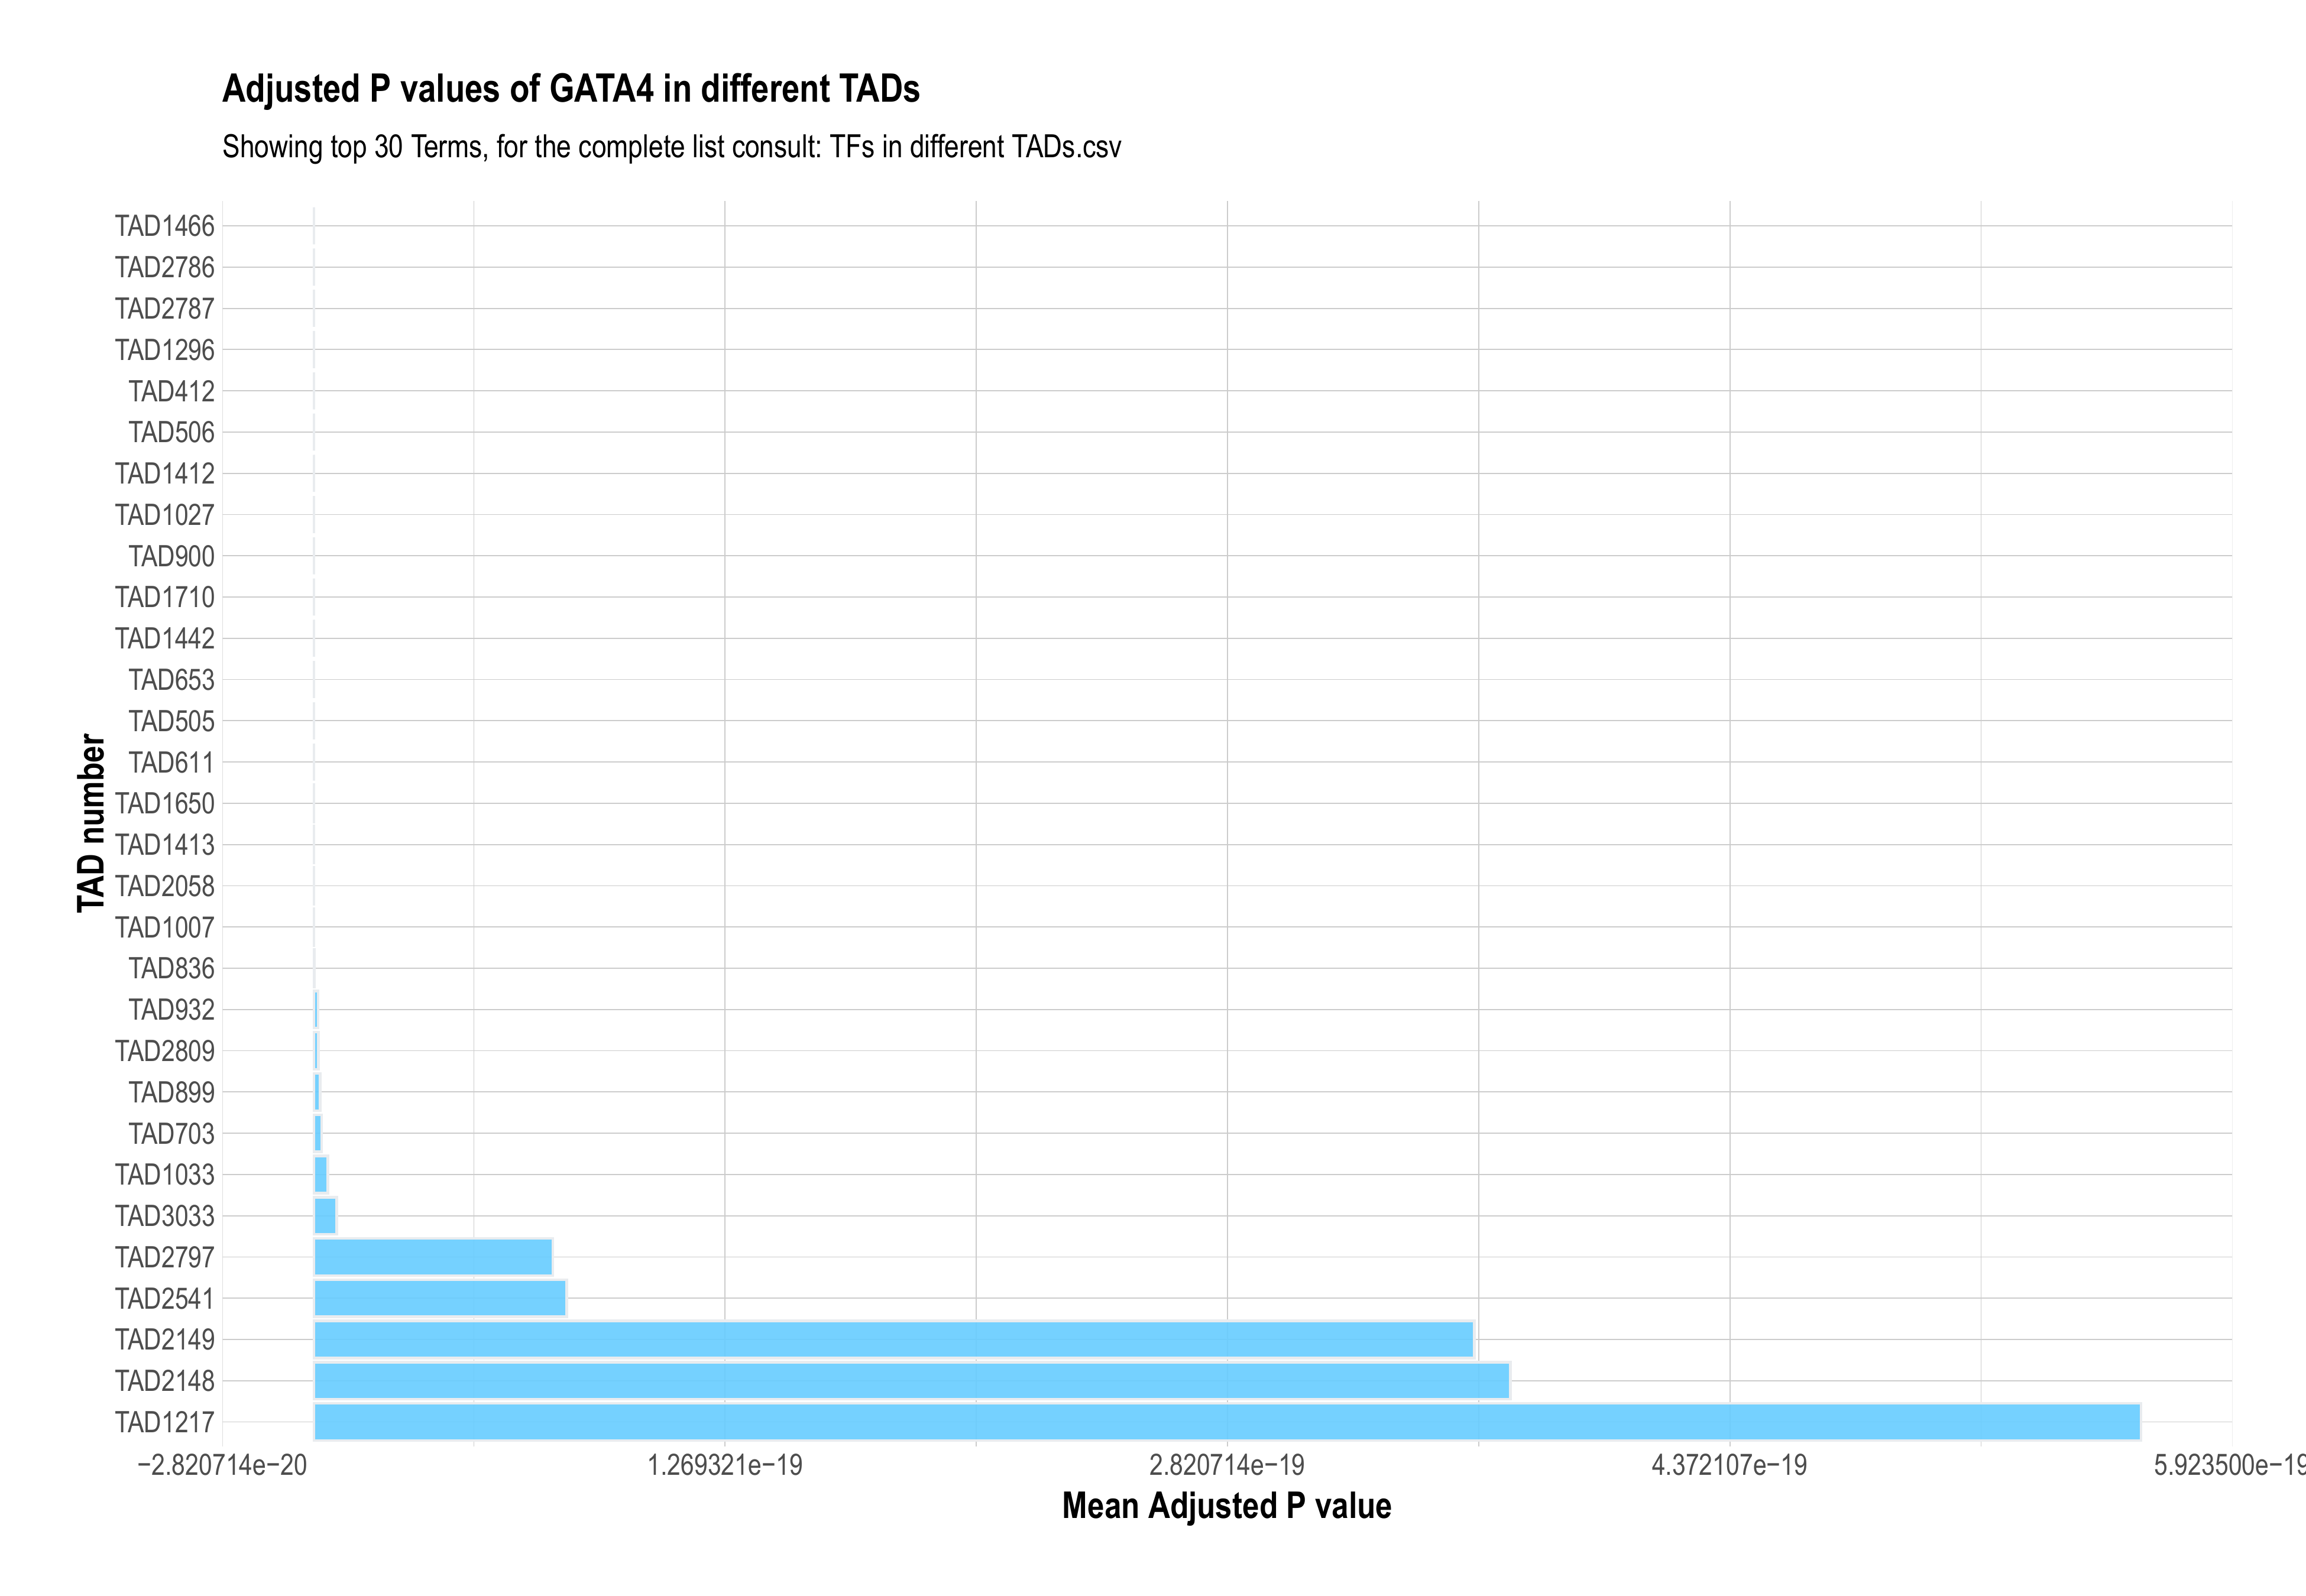 Adjusted P values of GATA4 in different TADs
Showing top 30 Terms, for the complete list consult: TFs in different TADs.csv
TAD number
TAD1466
TAD2786
TAD2787
TAD1296
TAD412
TAD506
TAD1412
TAD1027
TAD900
TAD1710
TAD1442
TAD653
TAD505
TAD611
TAD1650
TAD1413
TAD2058
TAD1007
TAD836
TAD932
TAD2809
TAD899
TAD703
TAD1033
TAD3033
TAD2797
TAD2541
TAD2149
TAD2148
TAD1217
−2.820714e−20 1.269321e−19 2.820714e−19 4.372107e−19 5.923500e−19
Mean Adjusted P value